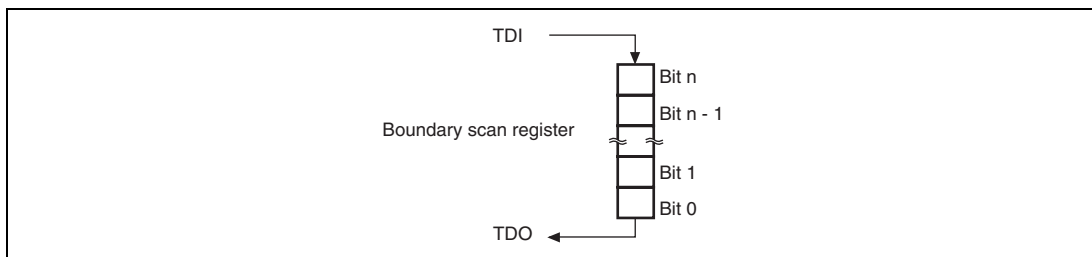 TDI
Bit n
Bit n - 1
Boundary scan register
Bit 1
Bit 0
TDO